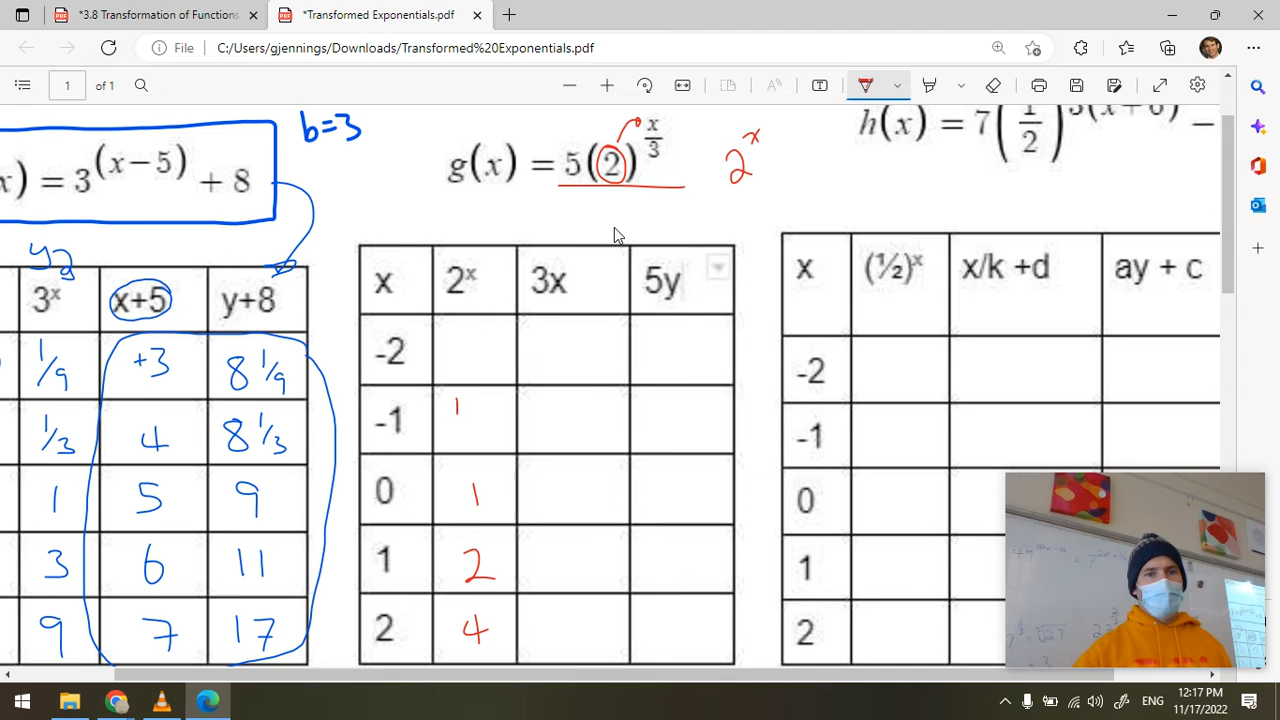 *3.8 Transformation of Functions
*Transformed Exponentials.pdf
File
C:/Users/gjennings/Downloads/Transformed%20Exponentials.pdf
1
of 1
b=3
x) = 3^(x−5) + 8
g(x) = 5(2)^(x/3)
2^x
3^x x+5 y+8
1/9 +3 8 1/9
1/3 4 8 1/3
1 5 9
3 6 11
9 7 17
x 2^x 3x 5y
-2
-1 1
0 1
1 2
2 4
x (½)^x x/k +d ay + c
-2
-1
0
1
2
ENG
12:17 PM
11/17/2022